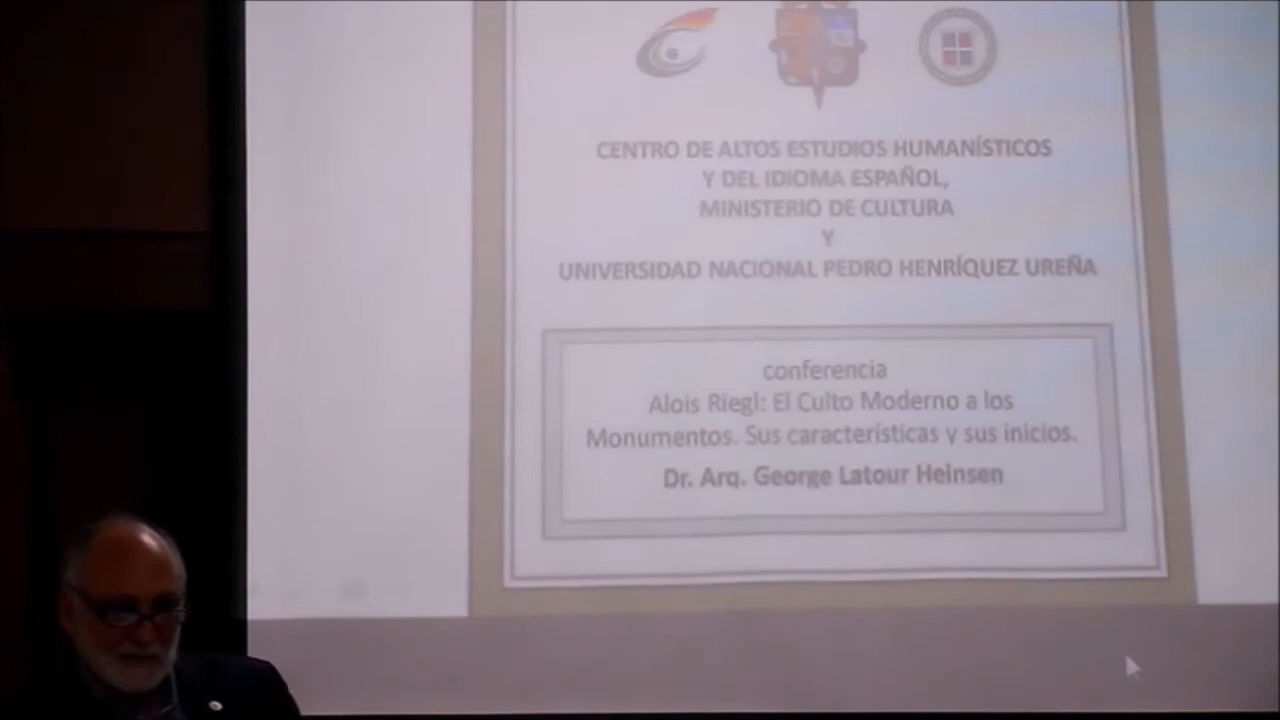 CENTRO DE ALTOS ESTUDIOS HUMANÍSTICOS
Y DEL IDIOMA ESPAÑOL,
MINISTERIO DE CULTURA
Y
UNIVERSIDAD NACIONAL PEDRO HENRÍQUEZ UREÑA
conferencia
Alois Riegl: El Culto Moderno a los
Monumentos. Sus características y sus inicios.
Dr. Arq. George Latour Heinsen